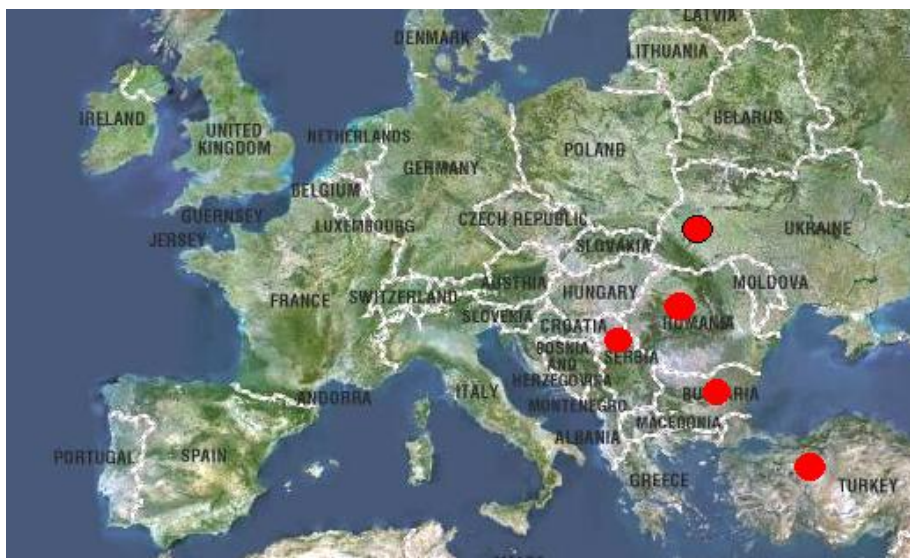 LATVIA
DENMARK
LITHUANIA
IRELAND
UNITED
KINGDOM
NETHERLANDS
BELARUS
POLAND
GERMANY
BELGIUM
GUERNSEY
JERSEY
LUXEMBOURG
CZECH REPUBLIC
UKRAINE
SLOVAKIA
AUSTRIA
MOLDOVA
FRANCE
SWITZERLAND
HUNGARY
SLOVENIA
CROATIA
ROMANIA
BOSNIA
AND
HERZEGOVINA
SERBIA
ITALY
ANDORRA
MONTENEGRO
MACEDONIA
ALBANIA
PORTUGAL
SPAIN
GREECE
TURKEY